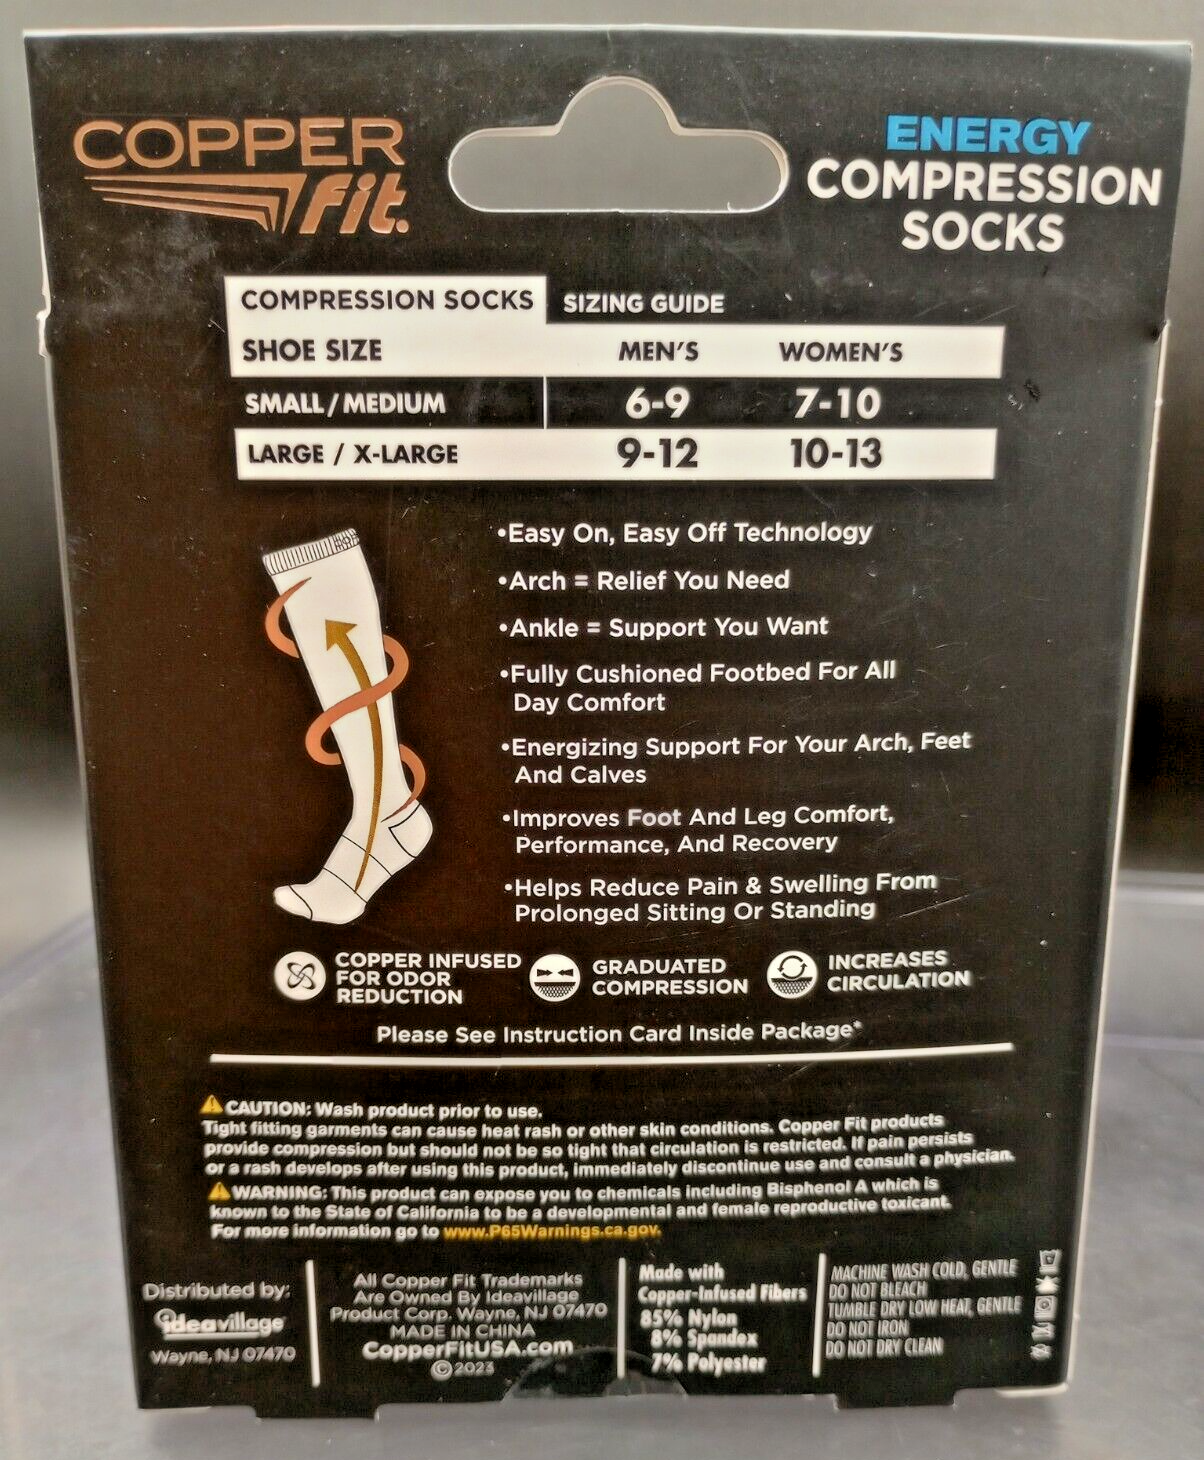 COPPER
fit.
ENERGY
COMPRESSION
SOCKS
COMPRESSION SOCKS SIZING GUIDE
SHOE SIZE MEN'S WOMEN'S
SMALL/MEDIUM 6-9 7-10
LARGE / X-LARGE 9-12 10-13
•Easy On, Easy Off Technology
•Arch = Relief You Need
•Ankle = Support You Want
•Fully Cushioned Footbed For All
Day Comfort
•Energizing Support For Your Arch, Feet
And Calves
•Improves Foot And Leg Comfort,
Performance, And Recovery
•Helps Reduce Pain & Swelling From
Prolonged Sitting Or Standing
COPPER INFUSED
FOR ODOR
REDUCTION
GRADUATED
COMPRESSION
INCREASES
CIRCULATION
Please See Instruction Card Inside Package*
CAUTION: Wash product prior to use.
Tight fitting garments can cause heat rash or other skin conditions. Copper Fit products
provide compression but should not be so tight that circulation is restricted. If pain persists
or a rash develops after using this product, immediately discontinue use and consult a physician.
WARNING: This product can expose you to chemicals including Bisphenol A which is
known to the State of California to be a developmental and female reproductive toxicant.
For more information go to www.P65Warnings.ca.gov.
Distributed by:
ideavillage
Wayne, NJ 07470
All Copper Fit Trademarks
Are Owned By Ideavillage
Product Corp. Wayne, NJ 07470
MADE IN CHINA
CopperFitUSA.com
©2023
Made with
Copper-Infused Fibers
85% Nylon
8% Spandex
7% Polyester
MACHINE WASH COLD, GENTLE
DO NOT BLEACH
TUMBLE DRY LOW HEAT, GENTLE
DO NOT IRON
DO NOT DRY CLEAN